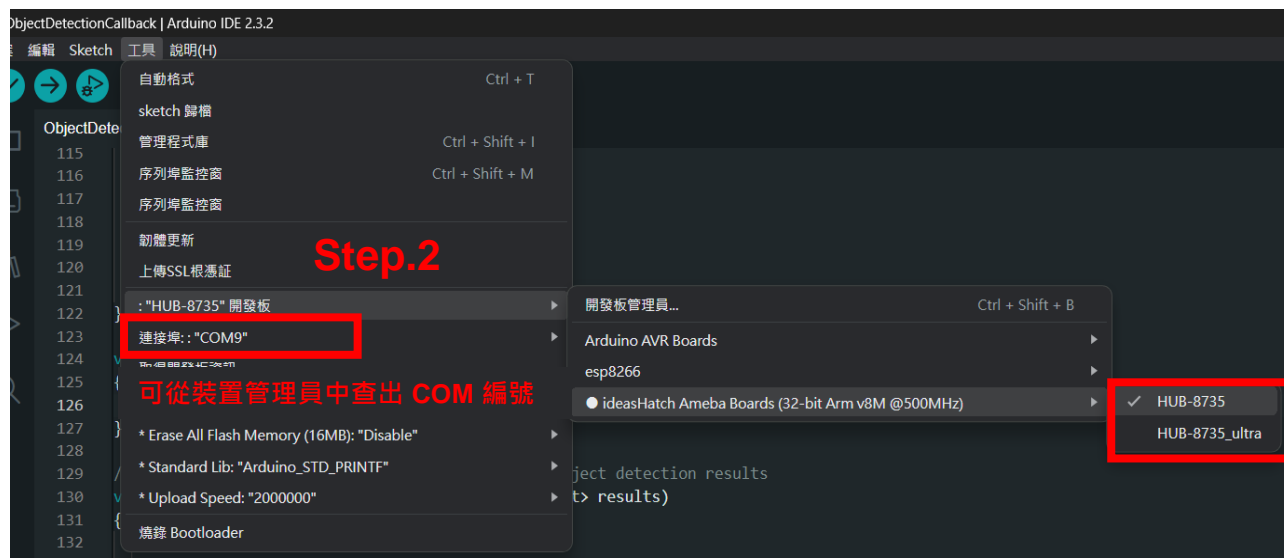 ObjectDetectionCallback | Arduino IDE 2.3.2
編輯 Sketch 工具 說明(H)
自動格式 Ctrl + T
sketch 歸檔
管理程式庫 Ctrl + Shift + I
序列埠監控窗 Ctrl + Shift + M
序列埠監控窗
韌體更新
上傳SSL根憑証
Step.2
: "HUB-8735" 開發板
連接埠: : "COM9"
可從裝置管理員中查出 COM 編號
* Erase All Flash Memory (16MB): "Disable"
* Standard Lib: "Arduino_STD_PRINTF"
* Upload Speed: "2000000"
燒錄 Bootloader
開發板管理員... Ctrl + Shift + B
Arduino AVR Boards
esp8266
ideasHatch Ameba Boards (32-bit Arm v8M @500MHz)
HUB-8735
HUB-8735_ultra
ObjectDete
115
116
117
118
119
120
121
122 }
123
124 v
125 {
126
127 }
128
129 / ject detection results
130 v t> results)
131 {
132